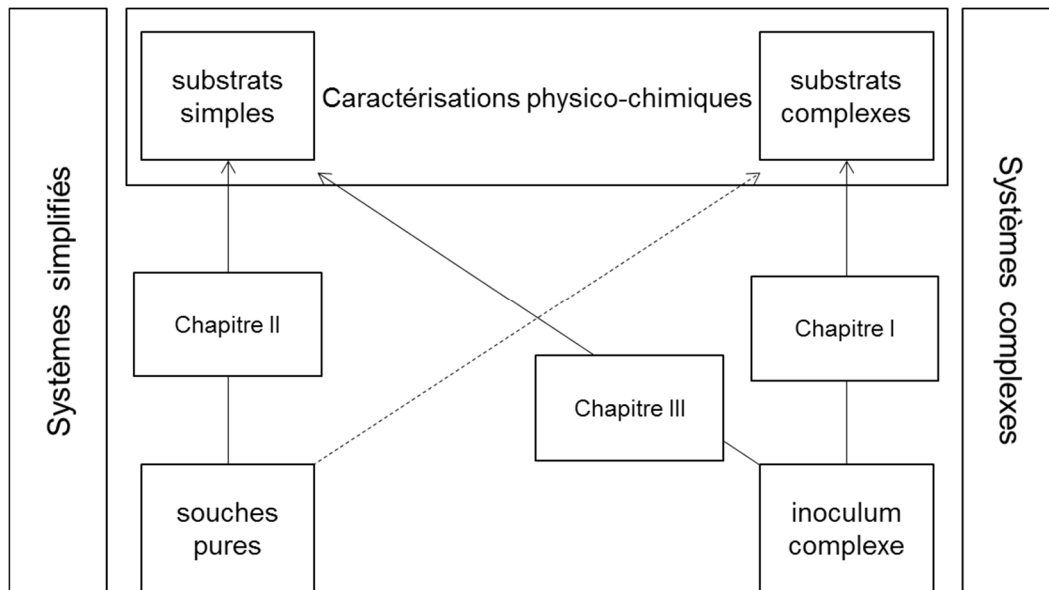 Systèmes simplifiés
substrats
simples
Caractérisations physico-chimiques
substrats
complexes
Systèmes complexes
Chapitre II
Chapitre I
Chapitre III
souches
pures
inoculum
complexe